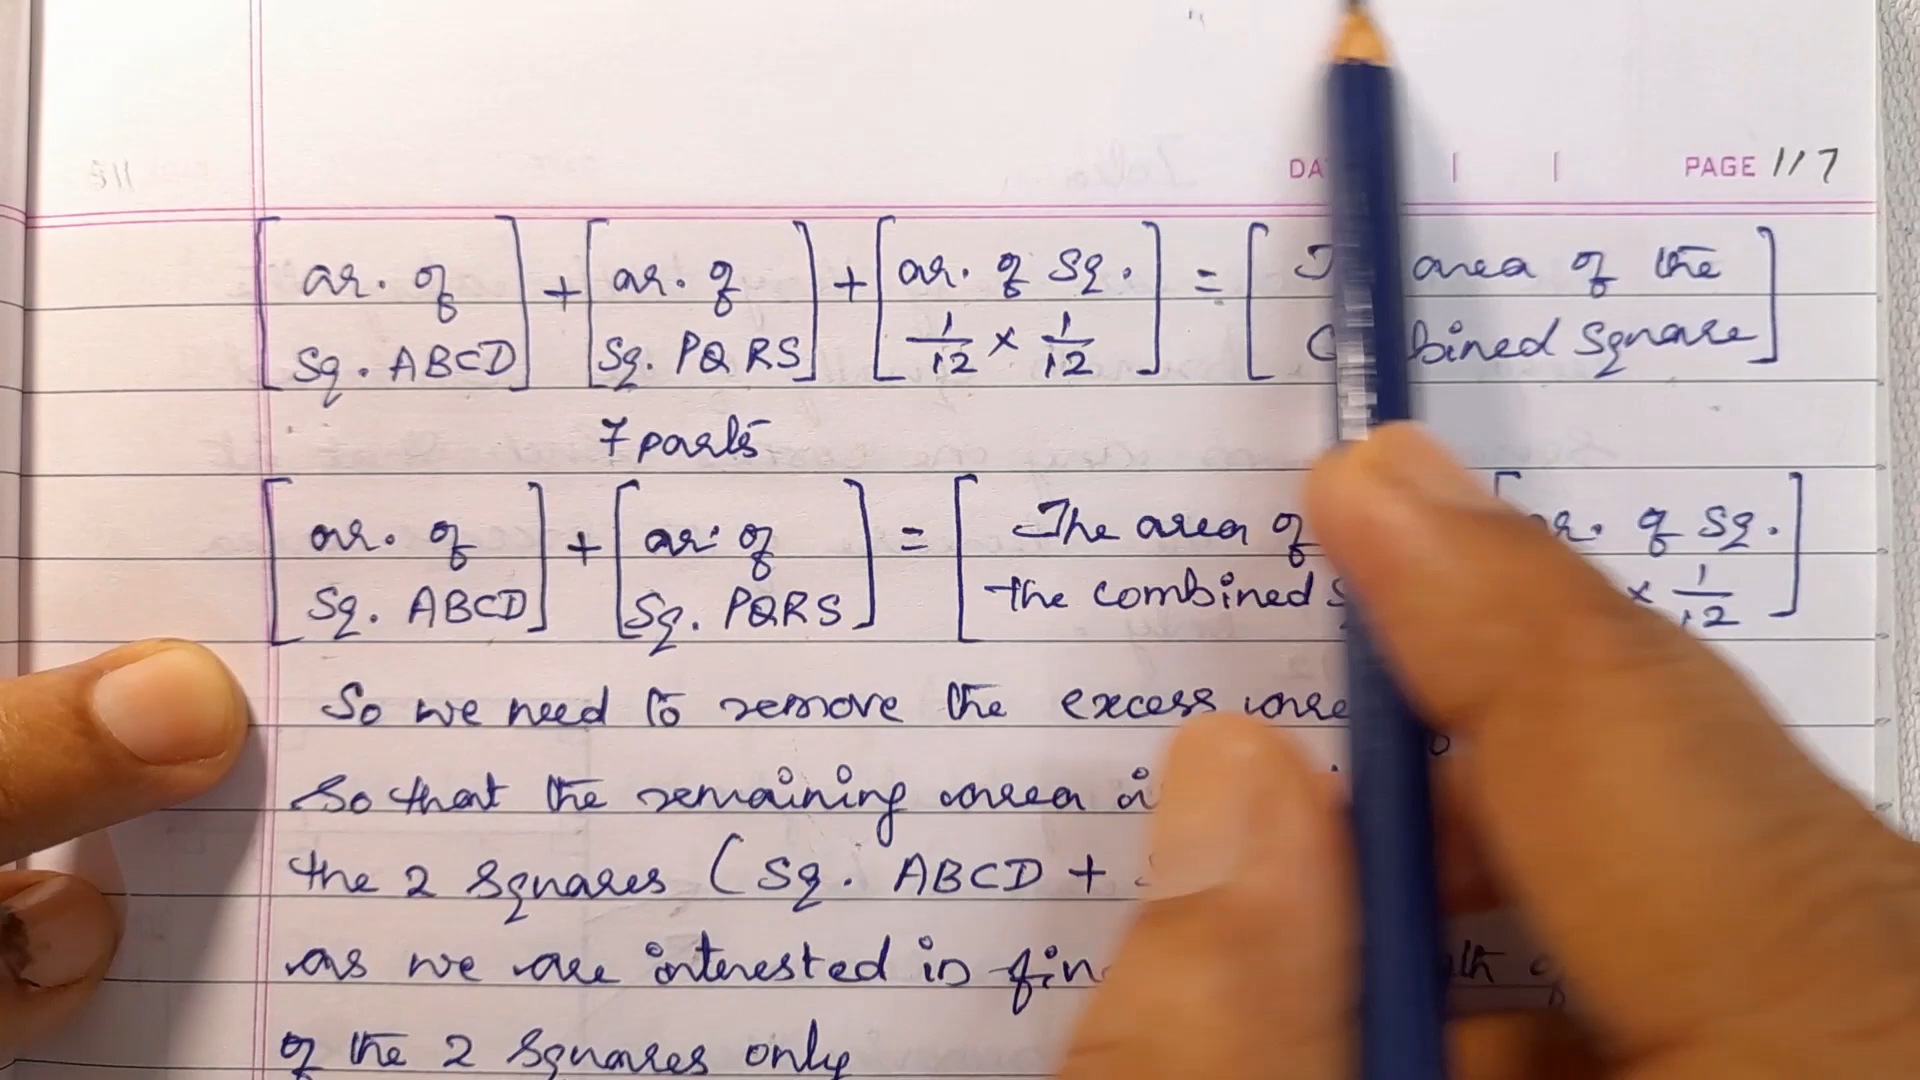 PAGE 117
[ar. of + [ar. of + [ar. of Sq. = [ area of the
Sq. ABCD] Sq. PQRS] 1/12 × 1/12] Square]
7 parts
[ar. of + [ar. of = [The area of ar. of Sq.
Sq. ABCD] Sq. PQRS] the combined × 1/12]
So we need to remove the excess
So that the remaining area
the 2 squares (Sq. ABCD +
as we are interested in
of the 2 squares only